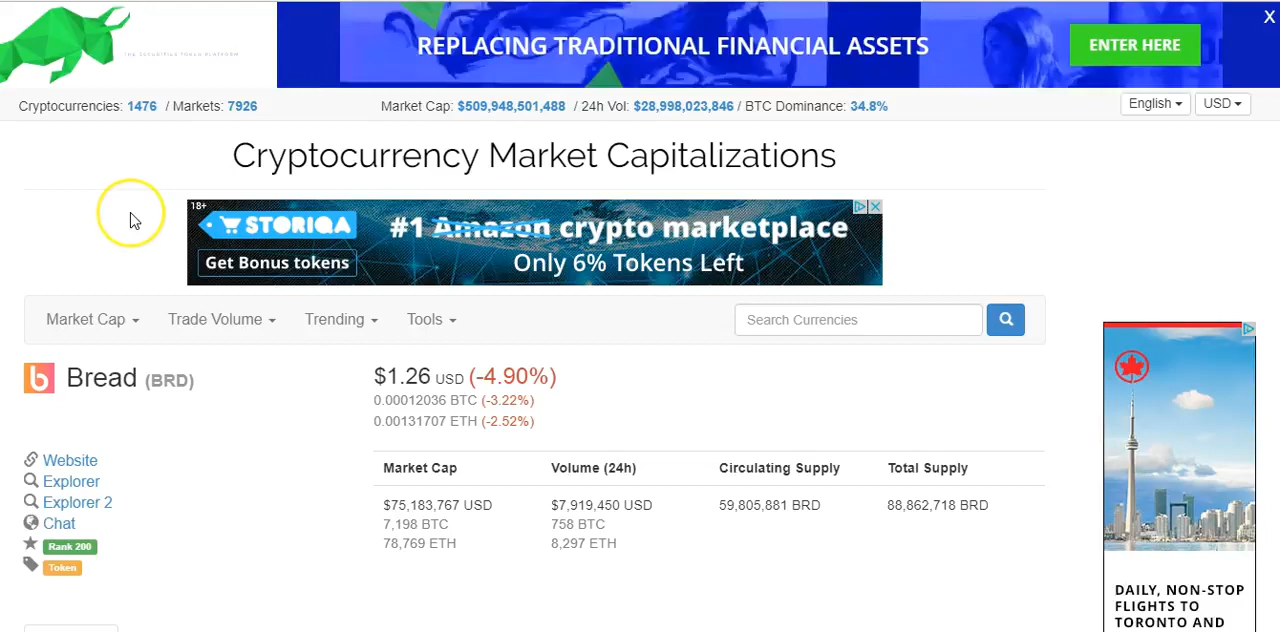 X
THE SECURITIES TOKEN PLATFORM
REPLACING TRADITIONAL FINANCIAL ASSETS
ENTER HERE
Cryptocurrencies: 1476 / Markets: 7926
Market Cap: $509,948,501,488 / 24h Vol: $28,998,023,846 / BTC Dominance: 34.8%
English
USD
Cryptocurrency Market Capitalizations
18+
STORIQA
#1 Amazon crypto marketplace
Get Bonus tokens
Only 6% Tokens Left
Market Cap
Trade Volume
Trending
Tools
Search Currencies
b Bread (BRD)
$1.26 USD (-4.90%)
0.00012036 BTC (-3.22%)
0.00131707 ETH (-2.52%)
Website
Explorer
Explorer 2
Chat
Rank 200
Token
Market Cap Volume (24h) Circulating Supply Total Supply
$75,183,767 USD $7,919,450 USD 59,805,881 BRD 88,862,718 BRD
7,198 BTC 758 BTC
78,769 ETH 8,297 ETH
DAILY, NON-STOP
FLIGHTS TO
TORONTO AND